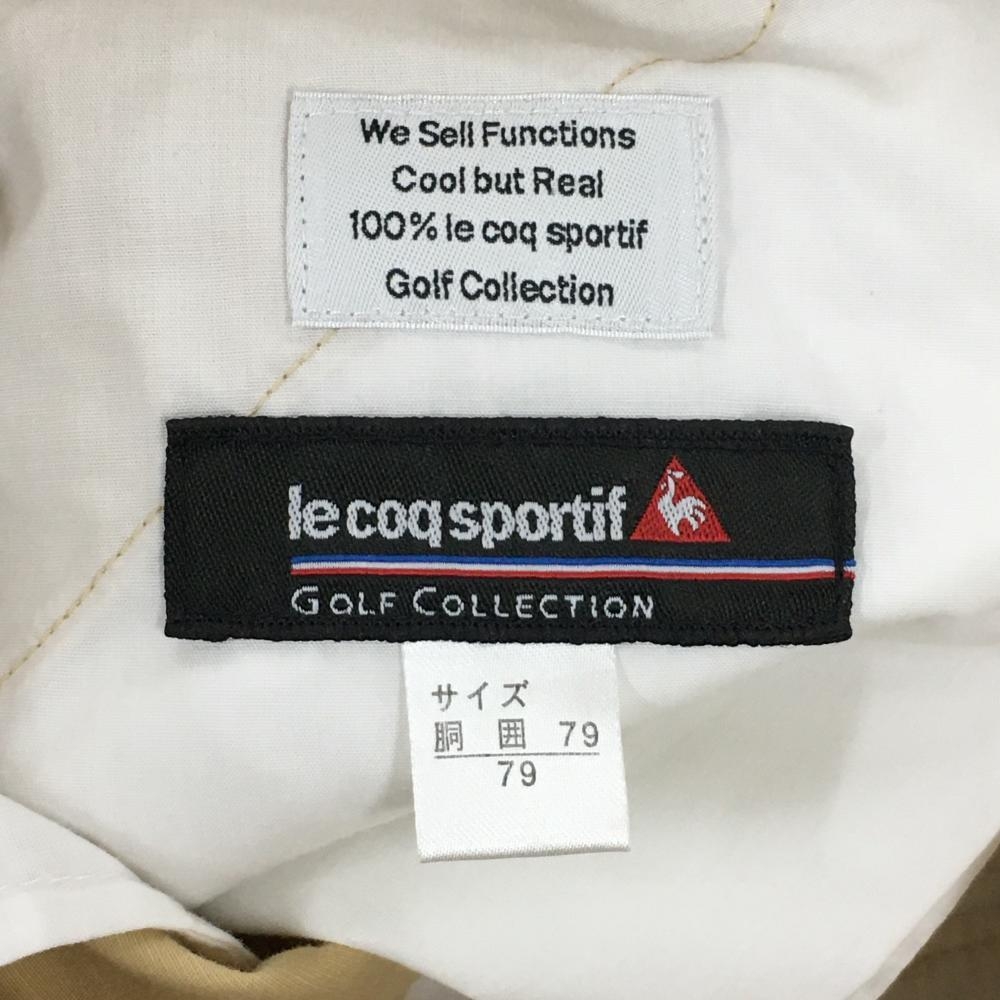 We Sell Functions
Cool but Real
100% le coq sportif
Golf Collection
le coq sportif
GOLF COLLECTION
サイズ
胴 囲 79
79